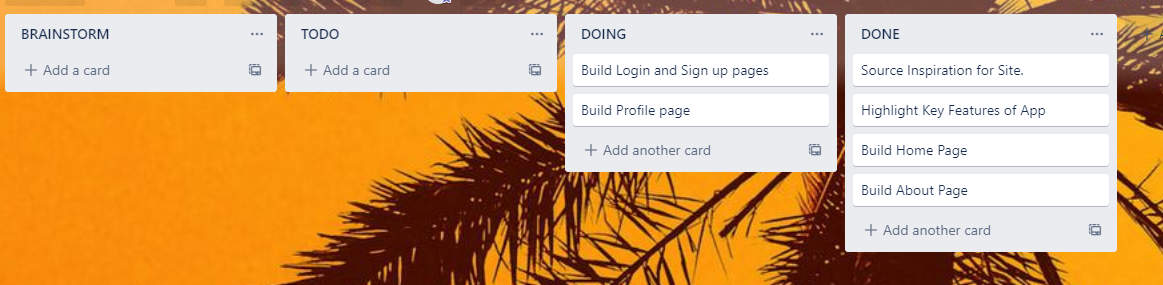 BRAINSTORM
Add a card
TODO
Add a card
DOING
Build Login and Sign up pages
Build Profile page
Add another card
DONE
Source Inspiration for Site.
Highlight Key Features of App
Build Home Page
Build About Page
Add another card